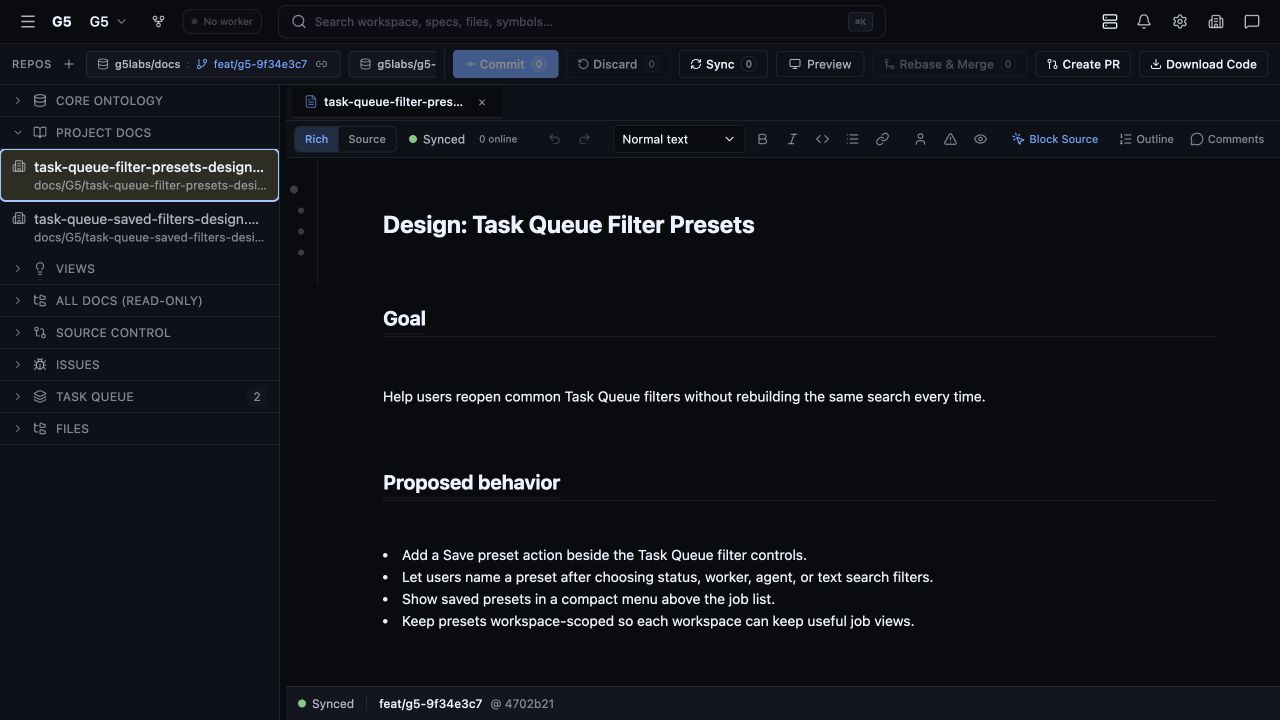 G5 G5 No worker Search workspace, specs, files, symbols... ⌘K
REPOS + g5labs/docs : feat/g5-9f34e3c7 g5labs/g5- Commit 0 Discard 0 Sync 0 Preview Rebase & Merge 0 Create PR Download Code
CORE ONTOLOGY
PROJECT DOCS
task-queue-filter-presets-design...
docs/G5/task-queue-filter-presets-desi...
task-queue-saved-filters-design....
docs/G5/task-queue-saved-filters-desi...
VIEWS
ALL DOCS (READ-ONLY)
SOURCE CONTROL
ISSUES
TASK QUEUE 2
FILES
task-queue-filter-pres... ×
Rich Source Synced 0 online Normal text B I Block Source Outline Comments
Design: Task Queue Filter Presets
Goal
Help users reopen common Task Queue filters without rebuilding the same search every time.
Proposed behavior
• Add a Save preset action beside the Task Queue filter controls.
• Let users name a preset after choosing status, worker, agent, or text search filters.
• Show saved presets in a compact menu above the job list.
• Keep presets workspace-scoped so each workspace can keep useful job views.
Synced feat/g5-9f34e3c7 @ 4702b21